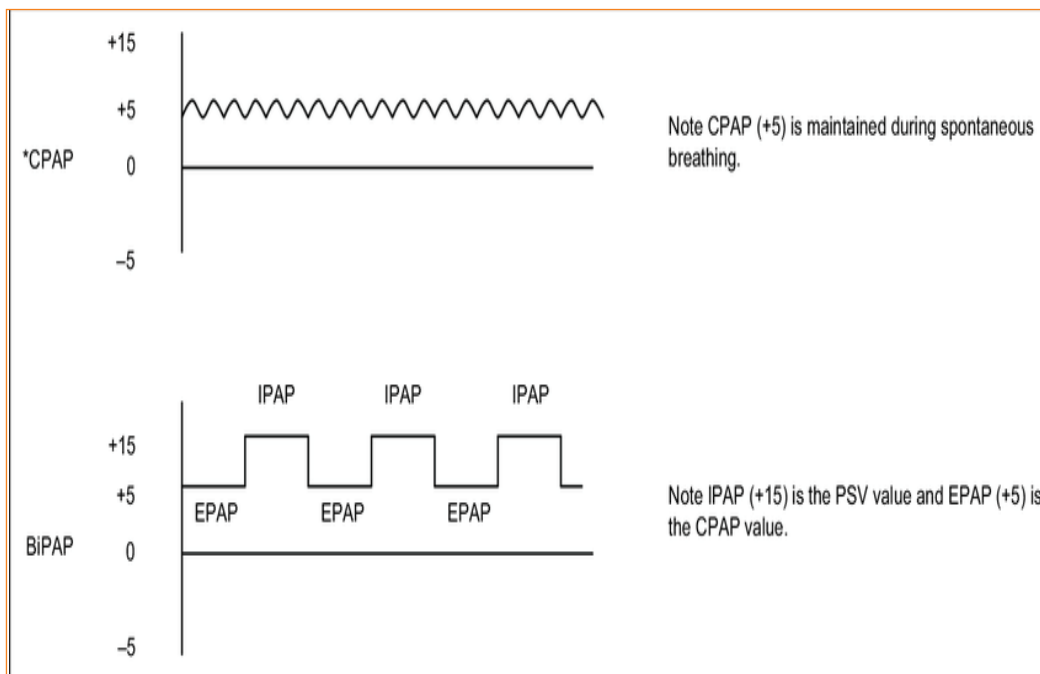 +15
+5
*CPAP
0
–5
Note CPAP (+5) is maintained during spontaneous
breathing.
IPAP IPAP IPAP
+15
+5
EPAP EPAP EPAP
BiPAP
0
–5
Note IPAP (+15) is the PSV value and EPAP (+5) is
the CPAP value.